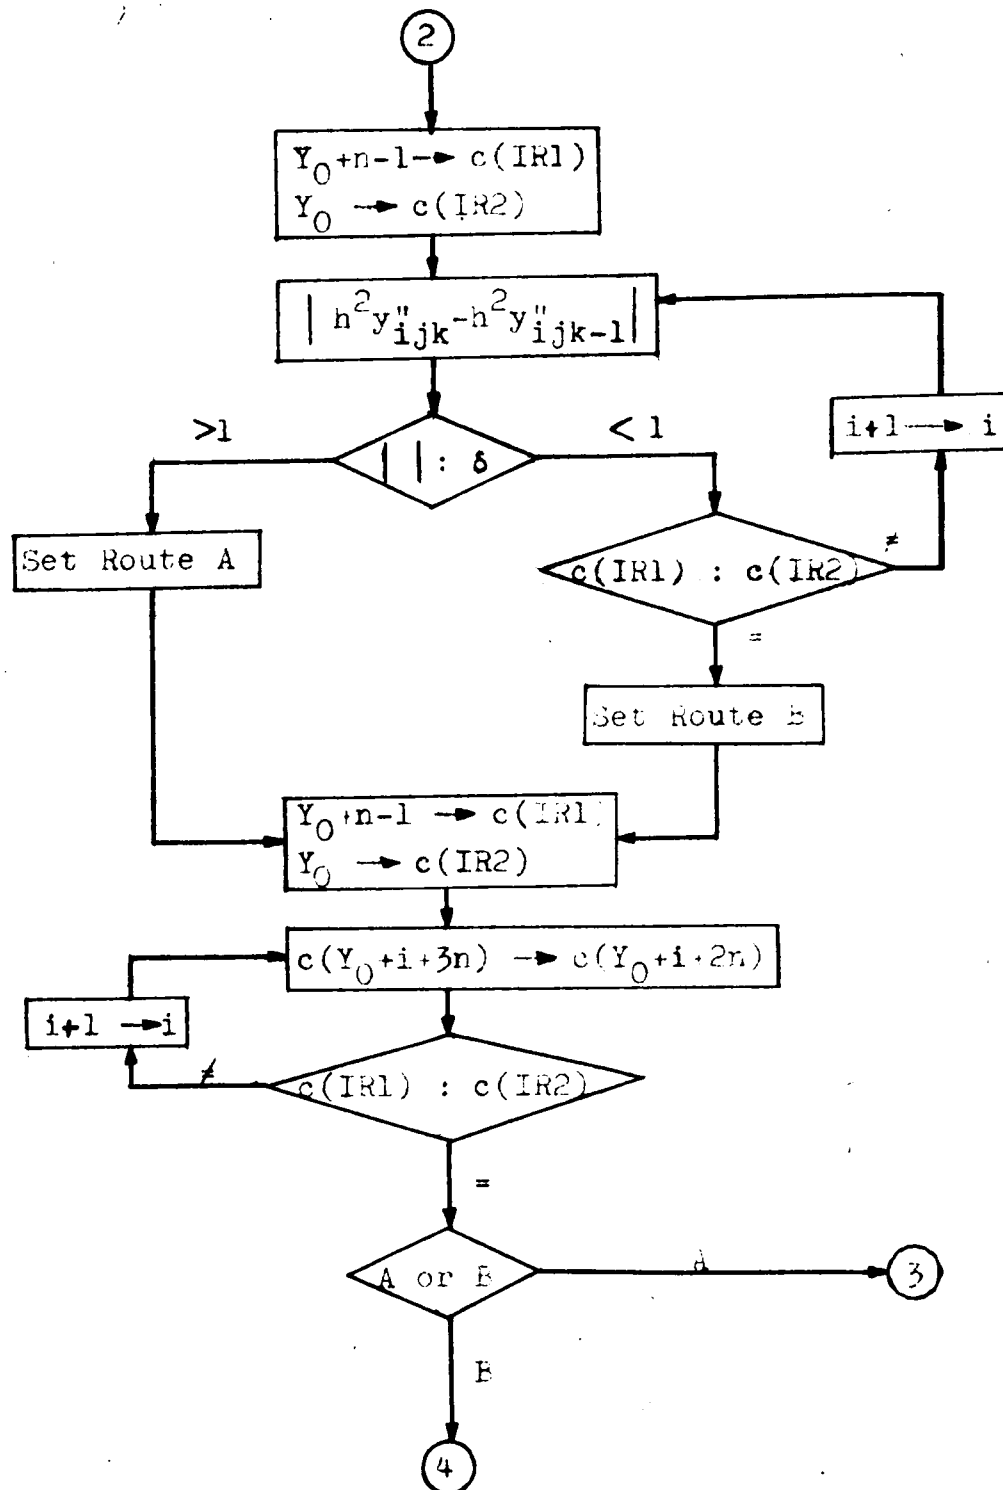 2
Y₀+n-1→ c(IR1)
Y₀ → c(IR2)
| h²y"ijk-h²y"ijk-1|
>1
| | : δ
< 1
i+1→ i
Set Route A
c(IR1) : c(IR2)
≠
=
Set Route B
Y₀+n-1 → c(IR1)
Y₀ → c(IR2)
c(Y₀+i+3n) → c(Y₀+i+2n)
i+1 →i
≠
c(IR1) : c(IR2)
=
A or B
A
3
B
4